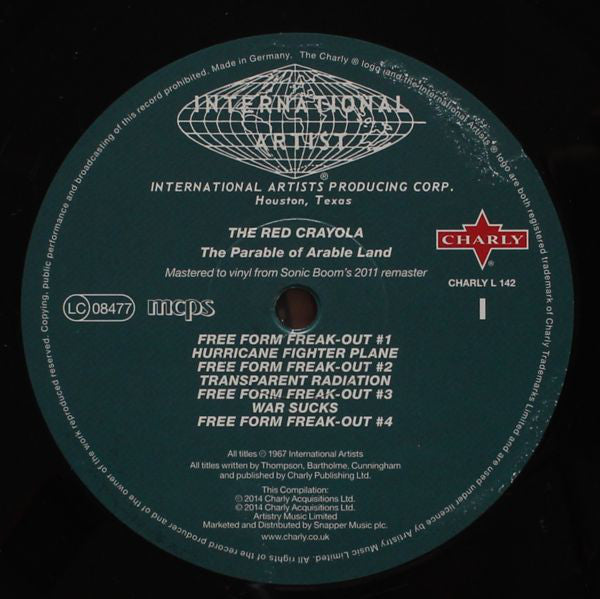 INTERNATIONAL
ARTIST
®
INTERNATIONAL ARTISTS PRODUCING CORP.
Houston, Texas
THE RED CRAYOLA
The Parable of Arable Land
Mastered to vinyl from Sonic Boom's 2011 remaster
CHARLY
®
CHARLY L 142
LC 08477
mcps
I
FREE FORM FREAK-OUT #1
HURRICANE FIGHTER PLANE
FREE FORM FREAK-OUT #2
TRANSPARENT RADIATION
FREE FORM FREAK-OUT #3
WAR SUCKS
FREE FORM FREAK-OUT #4
All titles ℗ 1967 International Artists
All titles written by Thompson, Bartholme, Cunningham
and published by Charly Publishing Ltd.
This Compilation:
℗ 2014 Charly Acquisitions Ltd.
© 2014 Charly Acquisitions Ltd.
Artistry Music Limited
Marketed and Distributed by Snapper Music plc.
www.charly.co.uk
Made in Germany. The Charly ® logo and the International Artists ® logo are both registered trademark of Charly Trademarks Limited and are used under licence by Artistry Music Limited. All rights of the record producer and of the owner of the work reproduced reserved. Copying, public performance and broadcasting of this record prohibited.